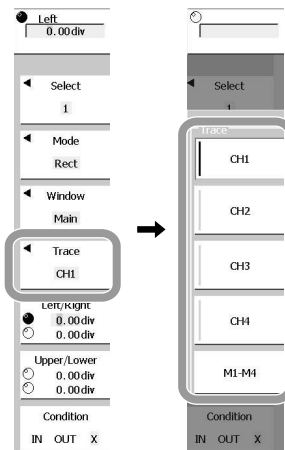 Left
0.00div
Select
1
Mode
Rect
Window
Main
Trace
CH1
Left/Right
0.00div
0.00div
Upper/Lower
0.00div
0.00div
Condition
IN OUT X
Select
1
Trace
CH1
CH2
CH3
CH4
M1-M4
Condition
IN OUT X